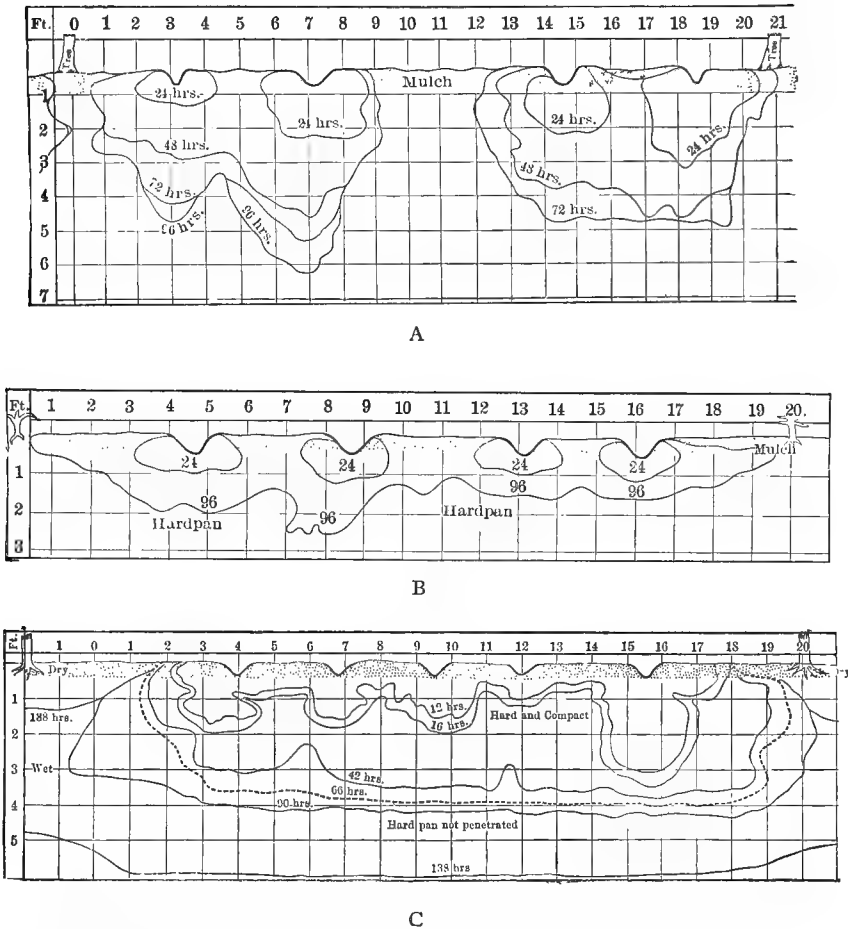 Ft. 0 1 2 3 4 5 6 7 8 9 10 11 12 13 14 15 16 17 18 19 20 21
Tree Tree
Mulch
1
24 hrs. 24 hrs. 24 hrs. 24 hrs.
2
48 hrs. 48 hrs.
3
72 hrs. 72 hrs.
4
96 hrs. 96 hrs.
5
6
7
A
Ft. 1 2 3 4 5 6 7 8 9 10 11 12 13 14 15 16 17 18 19 20.
Mulch
24 24 24 24
1
96 96 96 96
2
Hardpan Hardpan
3
B
Ft. 1 0 1 2 3 4 5 6 7 8 9 10 11 12 13 14 15 16 17 18 19 20
Dry
1
12 hrs.
188 hrs. 16 hrs. Hard and Compact
2
Wet
3
42 hrs.
66 hrs.
4
90 hrs.
Hard pan not penetrated
5
138 hrs
C